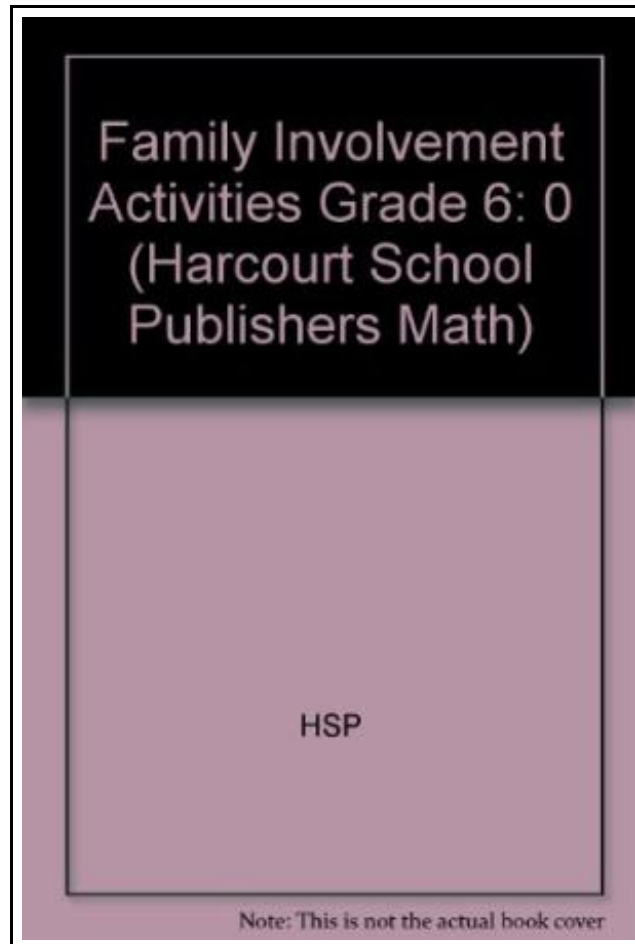 Family Involvement
Activities Grade 6: 0
(Harcourt School
Publishers Math)
HSP
Note: This is not the actual book cover